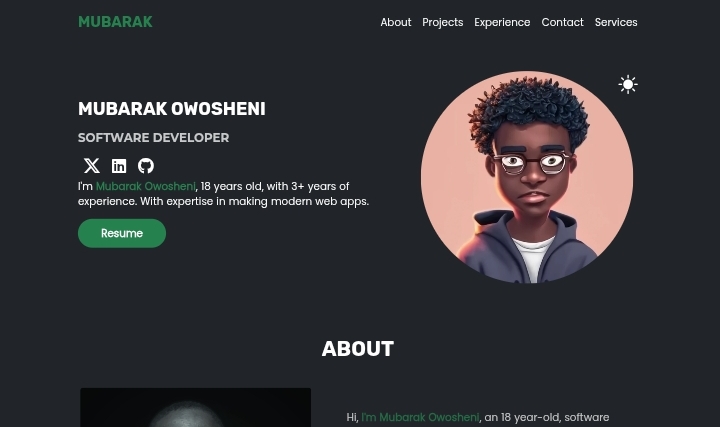 MUBARAK
About Projects Experience Contact Services
MUBARAK OWOSHENI
SOFTWARE DEVELOPER
I'm Mubarak Owosheni, 18 years old, with 3+ years of
experience. With expertise in making modern web apps.
Resume
ABOUT
Hi, I'm Mubarak Owosheni, an 18 year-old, software